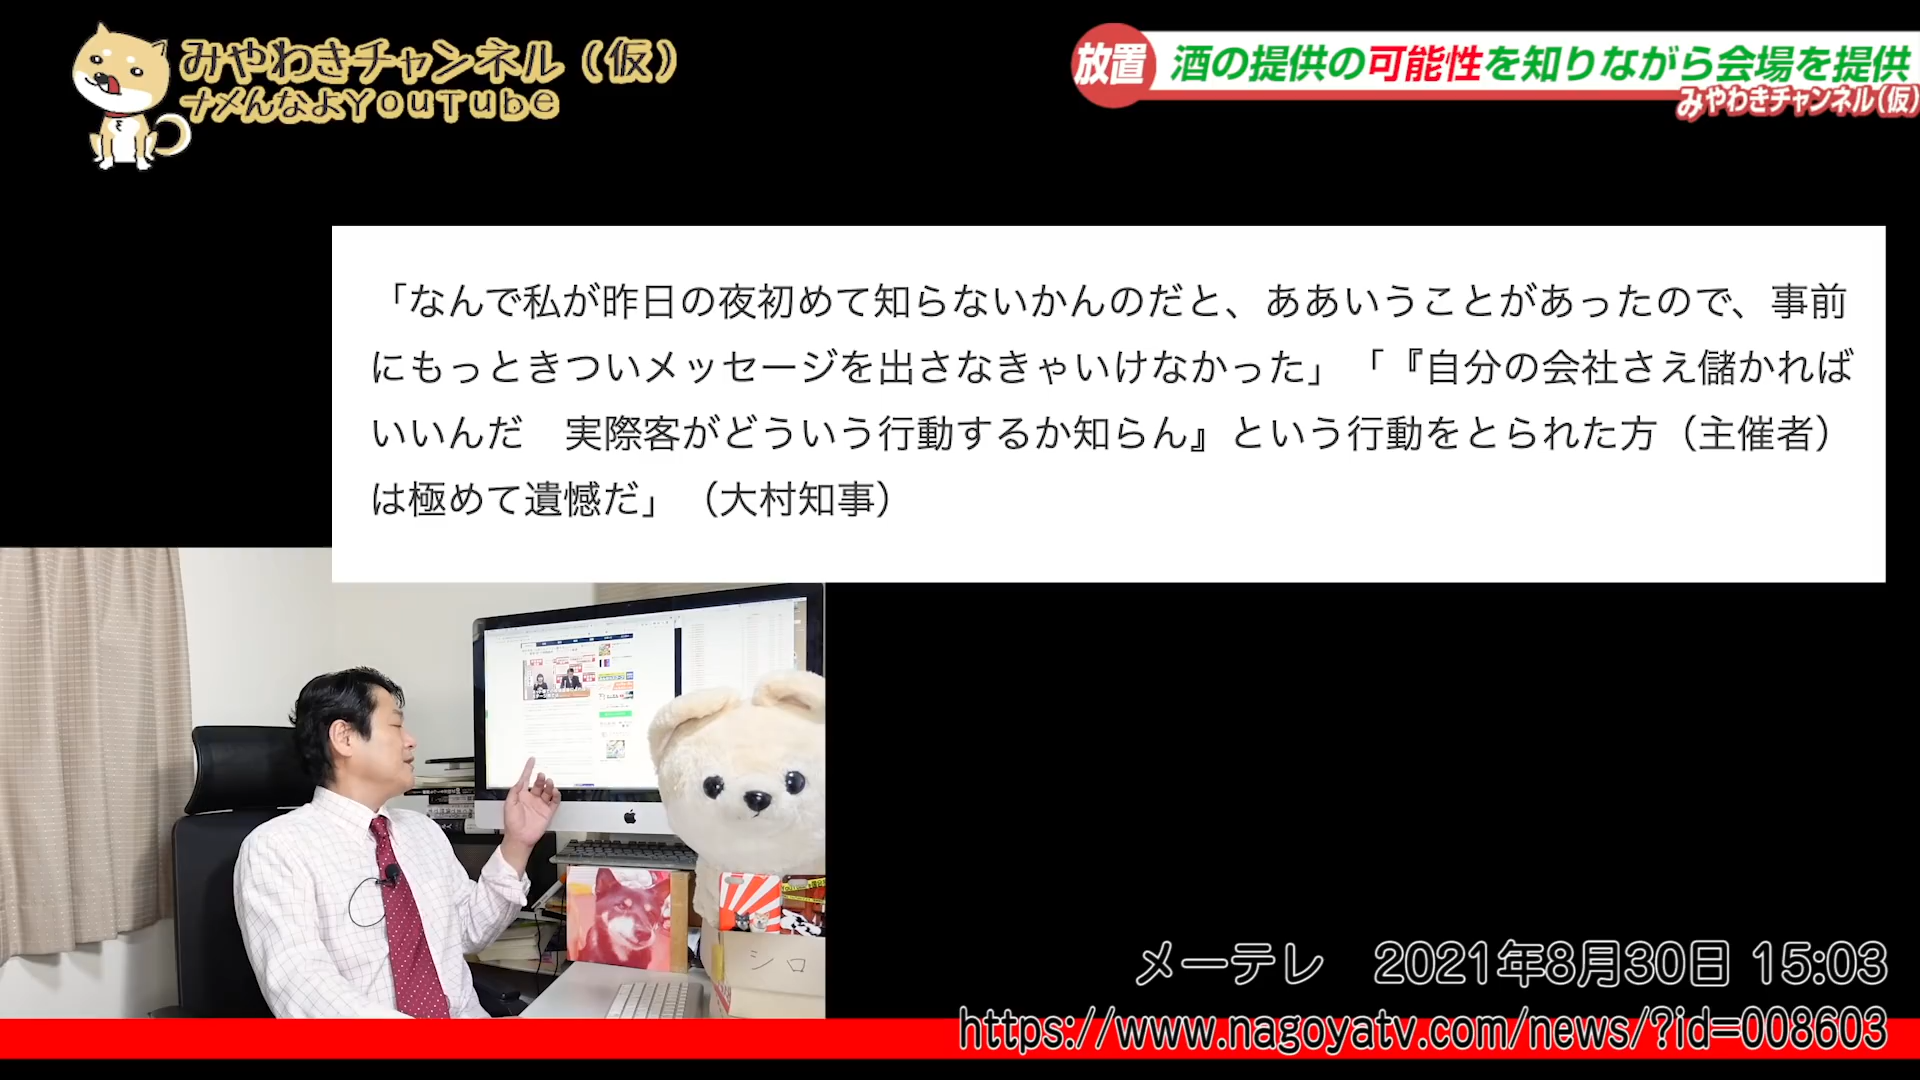 みやわきチャンネル（仮）
ナメんなよYouTube
放置 酒の提供の可能性を知りながら会場を提供
みやわきチャンネル（仮）
「なんで私が昨日の夜初めて知らないかんのだと、ああいうことがあったので、事前
にもっときついメッセージを出さなきゃいけなかった」「『自分の会社さえ儲かれば
いいんだ　実際客がどういう行動するか知らん』という行動をとられた方（主催者）
は極めて遺憾だ」（大村知事）
シロ
メーテレ　2021年8月30日 15:03
https://www.nagoyatv.com/news/?id=008603